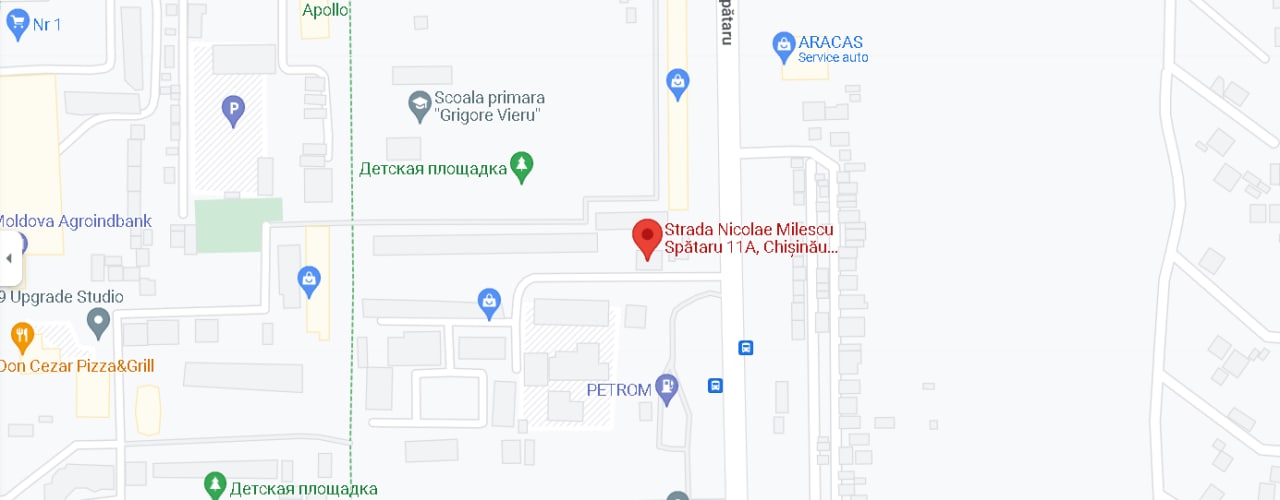 Apollo
Nr 1
pătaru
ARACAS
Service auto
Scoala primara
"Grigore Vieru"
P
Детская площадка
Moldova Agroindbank
Strada Nicolae Milescu
Spătaru 11A, Chișinău...
9 Upgrade Studio
Don Cezar Pizza&Grill
PETROM
Детская площадка